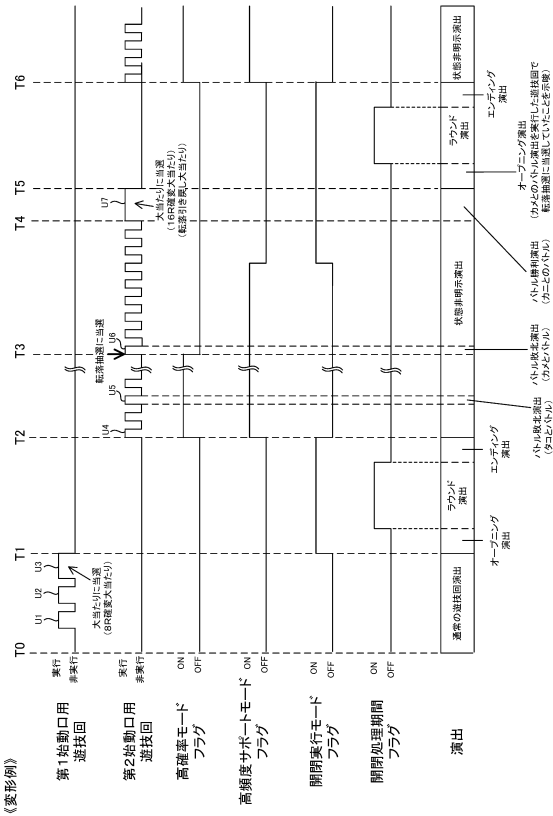 《変形例》
T0
T1
T2
T3
T4
T5
T6
第1始動口用
遊技回
実行
非実行
U1
U2
U3
大当たりに当選
(8R確変大当たり)
第2始動口用
遊技回
実行
非実行
U4
U5
転落抽選に当選
U6
U7
大当たりに当選
(16R確変大当たり)
(転落引き戻し大当たり)
高確率モード
フラグ
ON
OFF
高頻度サポートモード
フラグ
ON
OFF
開閉実行モード
フラグ
ON
OFF
開閉処理期間
フラグ
ON
OFF
演出
通常の遊技回演出
オープニング
演出
ラウンド
演出
エンディング
演出
バトル敗北演出
(タコとバトル)
バトル敗北演出
(カメとバトル)
状態非明示演出
バトル勝利演出
(カニとのバトル)
オープニング演出
(カメとのバトル演出を実行した遊技回で
転落抽選に当選していたことを示唆)
ラウンド
演出
エンディング
演出
状態非明示演出